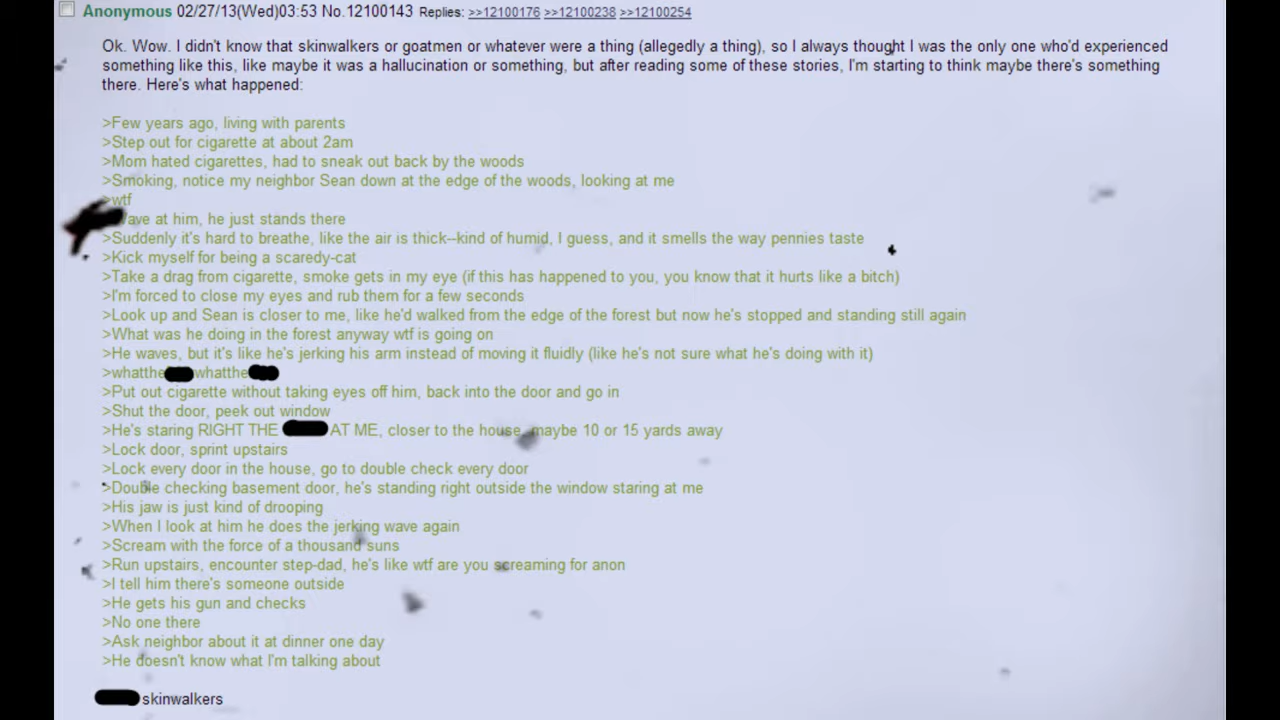 Anonymous 02/27/13(Wed)03:53 No.12100143 Replies: >>12100176 >>12100238 >>12100254
Ok. Wow. I didn't know that skinwalkers or goatmen or whatever were a thing (allegedly a thing), so I always thought I was the only one who'd experienced
something like this, like maybe it was a hallucination or something, but after reading some of these stories, I'm starting to think maybe there's something
there. Here's what happened:
>Few years ago, living with parents
>Step out for cigarette at about 2am
>Mom hated cigarettes, had to sneak out back by the woods
>Smoking, notice my neighbor Sean down at the edge of the woods, looking at me
>wtf
ave at him, he just stands there
>Suddenly it's hard to breathe, like the air is thick--kind of humid, I guess, and it smells the way pennies taste
>Kick myself for being a scaredy-cat
>Take a drag from cigarette, smoke gets in my eye (if this has happened to you, you know that it hurts like a bitch)
>I'm forced to close my eyes and rub them for a few seconds
>Look up and Sean is closer to me, like he'd walked from the edge of the forest but now he's stopped and standing still again
>What was he doing in the forest anyway wtf is going on
>He waves, but it's like he's jerking his arm instead of moving it fluidly (like he's not sure what he's doing with it)
>whatthe whatthe
>Put out cigarette without taking eyes off him, back into the door and go in
>Shut the door, peek out window
>He's staring RIGHT THE AT ME, closer to the house, maybe 10 or 15 yards away
>Lock door, sprint upstairs
>Lock every door in the house, go to double check every door
>Double checking basement door, he's standing right outside the window staring at me
>His jaw is just kind of drooping
>When I look at him he does the jerking wave again
>Scream with the force of a thousand suns
>Run upstairs, encounter step-dad, he's like wtf are you screaming for anon
>I tell him there's someone outside
>He gets his gun and checks
>No one there
>Ask neighbor about it at dinner one day
>He doesn't know what I'm talking about
skinwalkers